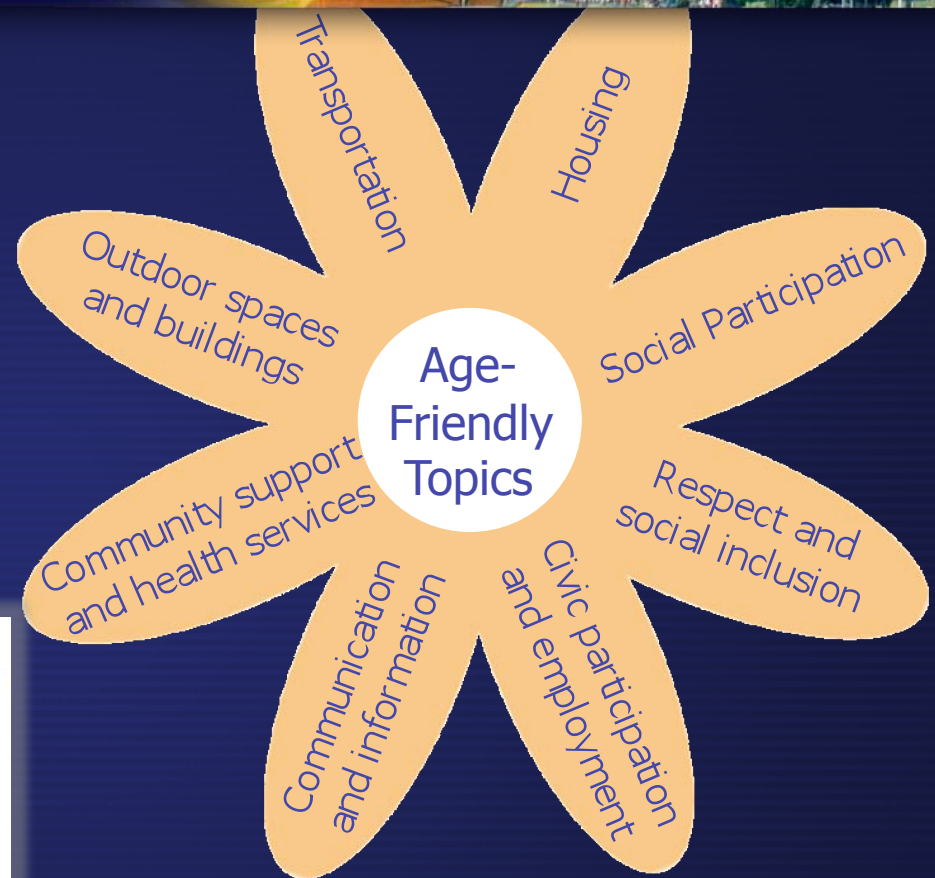 Age-
Friendly
Topics
Transportation
Housing
Social Participation
Respect and
social inclusion
Civic participation
and employment
Communication
and information
Community support
and health services
Outdoor spaces
and buildings